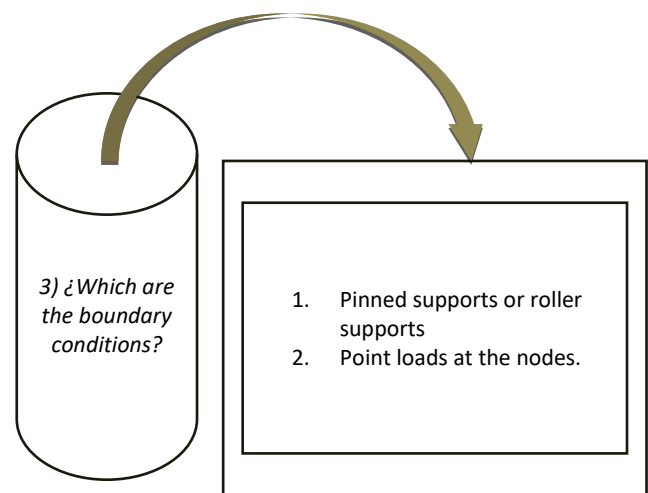 3) ¿Which are
the boundary
conditions?
1. Pinned supports or roller
supports
2. Point loads at the nodes.